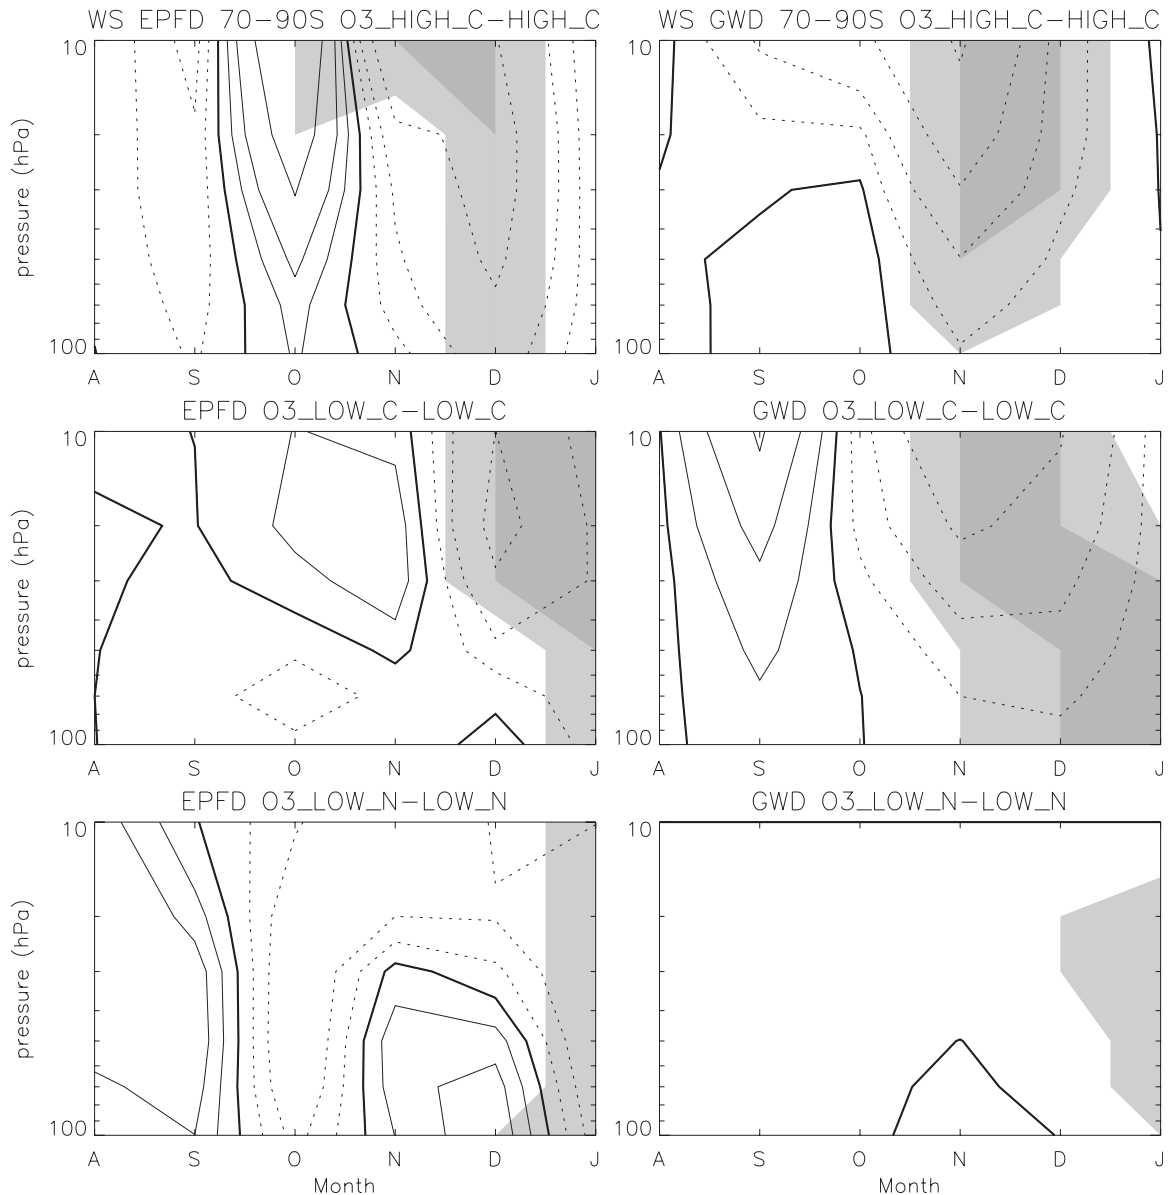 WS EPFD 70-90S O3_HIGH_C-HIGH_C
WS GWD 70-90S O3_HIGH_C-HIGH_C
10
100
pressure (hPa)
A S O N D J
10
100
A S O N D J
EPFD O3_LOW_C-LOW_C
GWD O3_LOW_C-LOW_C
10
100
pressure (hPa)
A S O N D J
10
100
A S O N D J
EPFD O3_LOW_N-LOW_N
GWD O3_LOW_N-LOW_N
10
100
pressure (hPa)
A S O N D J
Month
10
100
A S O N D J
Month